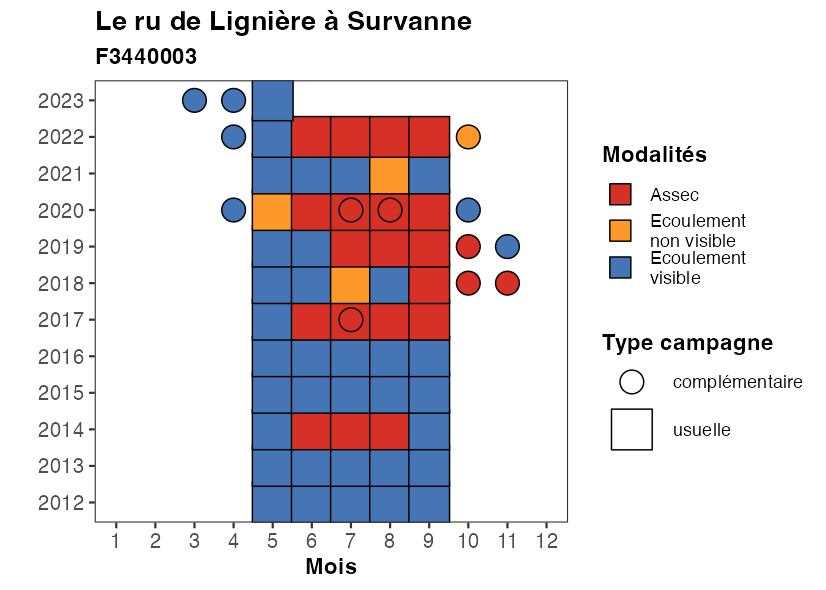 Le ru de Lignière à Survanne
F3440003
2023
2022
2021
2020
2019
2018
2017
2016
2015
2014
2013
2012
1 2 3 4 5 6 7 8 9 10 11 12
Mois
Modalités
Assec
Ecoulement
non visible
Ecoulement
visible
Type campagne
complémentaire
usuelle